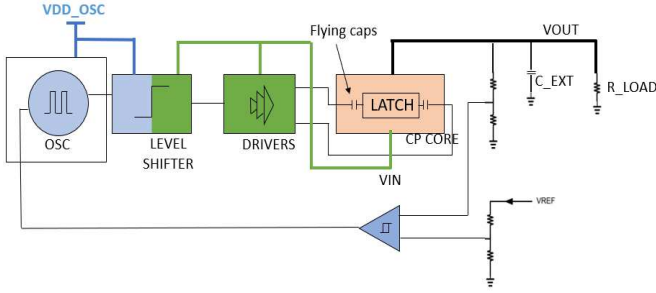 VDD_OSC
Flying caps
VOUT
C_EXT
R_LOAD
LATCH
OSC
LEVEL
SHIFTER
DRIVERS
CP CORE
VIN
VREF